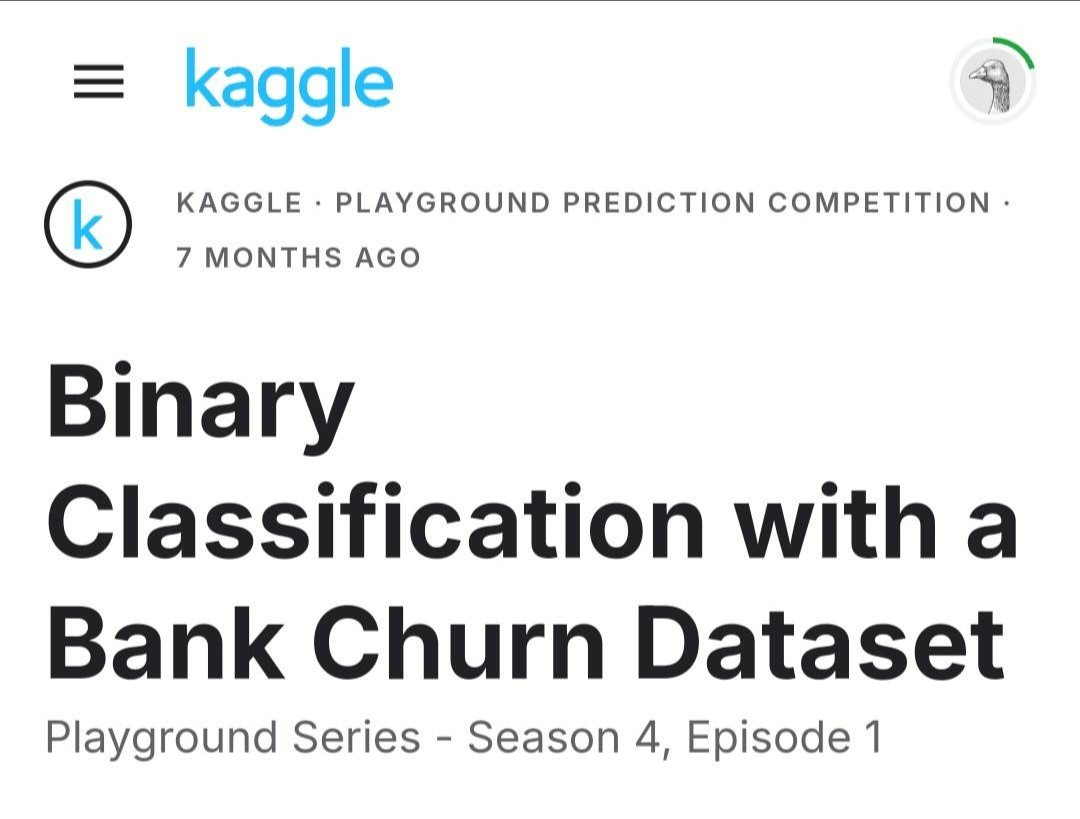 kaggle
k
KAGGLE · PLAYGROUND PREDICTION COMPETITION ·
7 MONTHS AGO
Binary
Classification with a
Bank Churn Dataset
Playground Series - Season 4, Episode 1